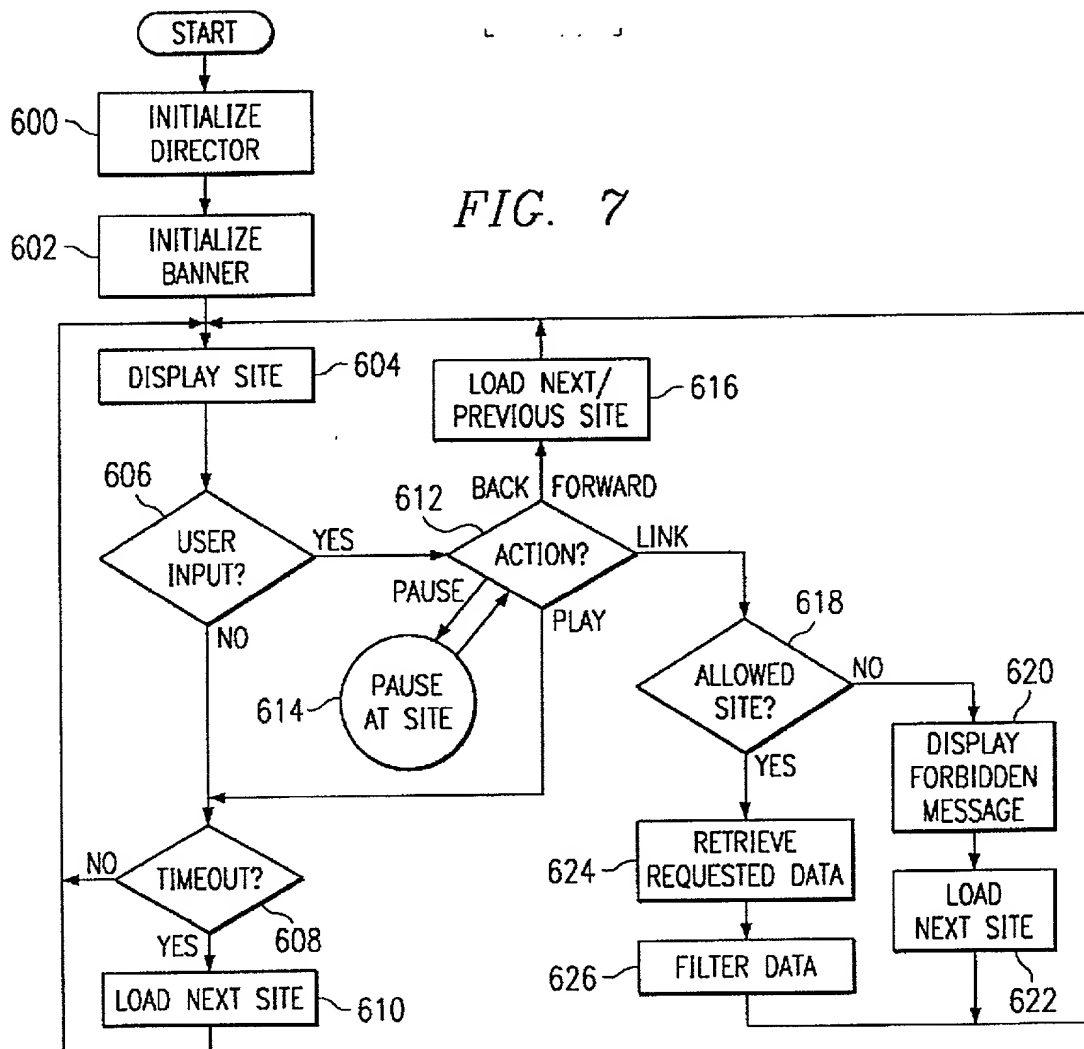 START
600
INITIALIZE
DIRECTOR
FIG. 7
602
INITIALIZE
BANNER
DISPLAY SITE
604
LOAD NEXT/
PREVIOUS SITE
616
606
USER
INPUT?
YES
NO
612
BACK
FORWARD
ACTION?
LINK
PAUSE
PLAY
614
PAUSE
AT SITE
618
ALLOWED
SITE?
NO
YES
620
DISPLAY
FORBIDDEN
MESSAGE
624
RETRIEVE
REQUESTED DATA
LOAD
NEXT SITE
622
626
FILTER DATA
NO
TIMEOUT?
608
YES
LOAD NEXT SITE
610